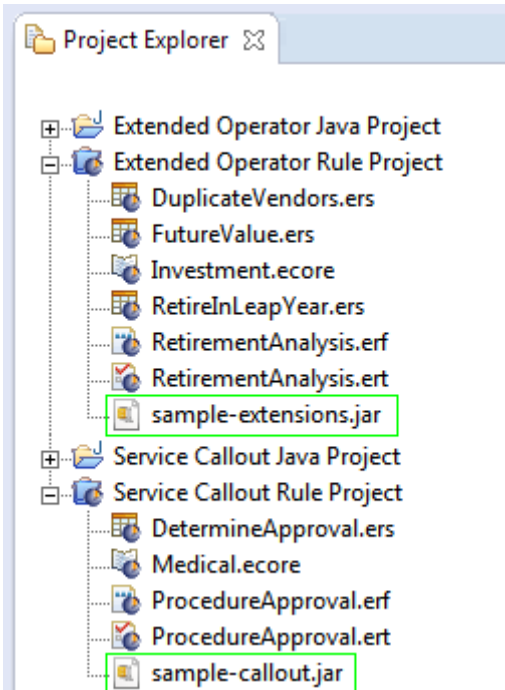 Project Explorer
Extended Operator Java Project
Extended Operator Rule Project
DuplicateVendors.ers
FutureValue.ers
Investment.ecore
RetireInLeapYear.ers
RetirementAnalysis.erf
RetirementAnalysis.ert
sample-extensions.jar
Service Callout Java Project
Service Callout Rule Project
DetermineApproval.ers
Medical.ecore
ProcedureApproval.erf
ProcedureApproval.ert
sample-callout.jar